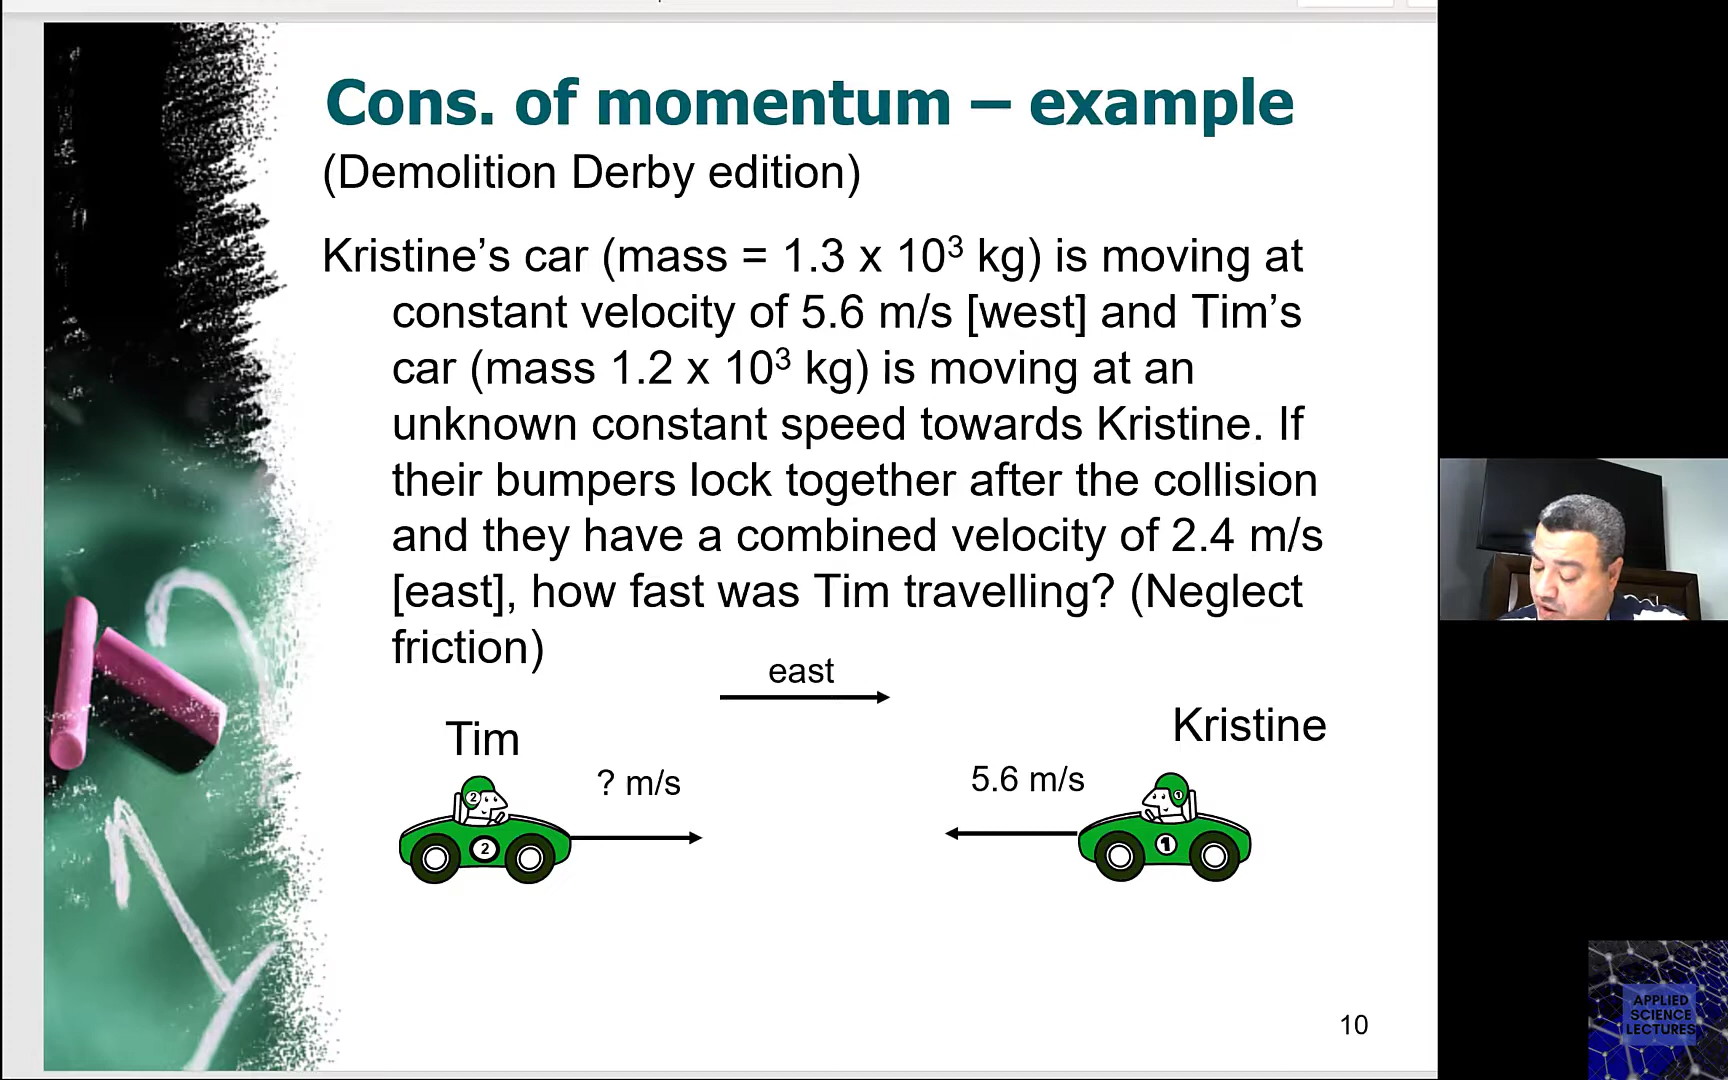 Cons. of momentum – example
(Demolition Derby edition)
Kristine’s car (mass = 1.3 x 10³ kg) is moving at
constant velocity of 5.6 m/s [west] and Tim’s
car (mass 1.2 x 10³ kg) is moving at an
unknown constant speed towards Kristine. If
their bumpers lock together after the collision
and they have a combined velocity of 2.4 m/s
[east], how fast was Tim travelling? (Neglect
friction)
east
Tim
Kristine
? m/s
5.6 m/s
2
1
2
1
10
APPLIED
SCIENCE
LECTURES